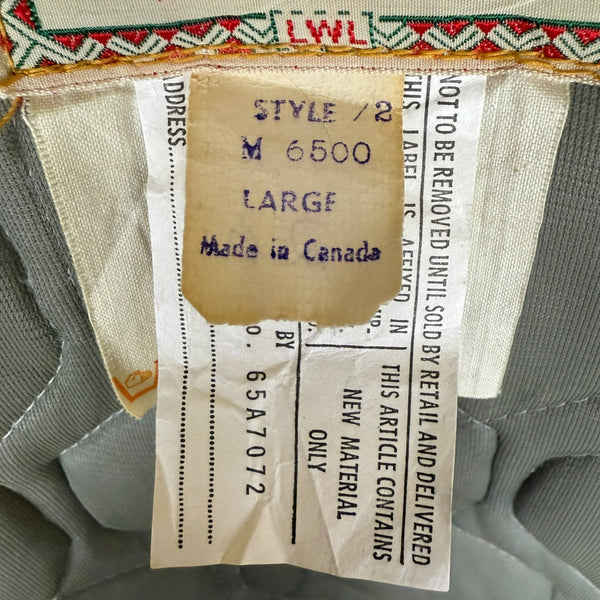 LWL
STYLE /2
M 6500
LARGE
Made in Canada
NOT TO BE REMOVED UNTIL SOLD BY RETAIL AND DELIVERED
THIS LABEL IS AFFIXED IN
THIS ARTICLE CONTAINS
NEW MATERIAL
ONLY
BY
65A7072
DDRESS